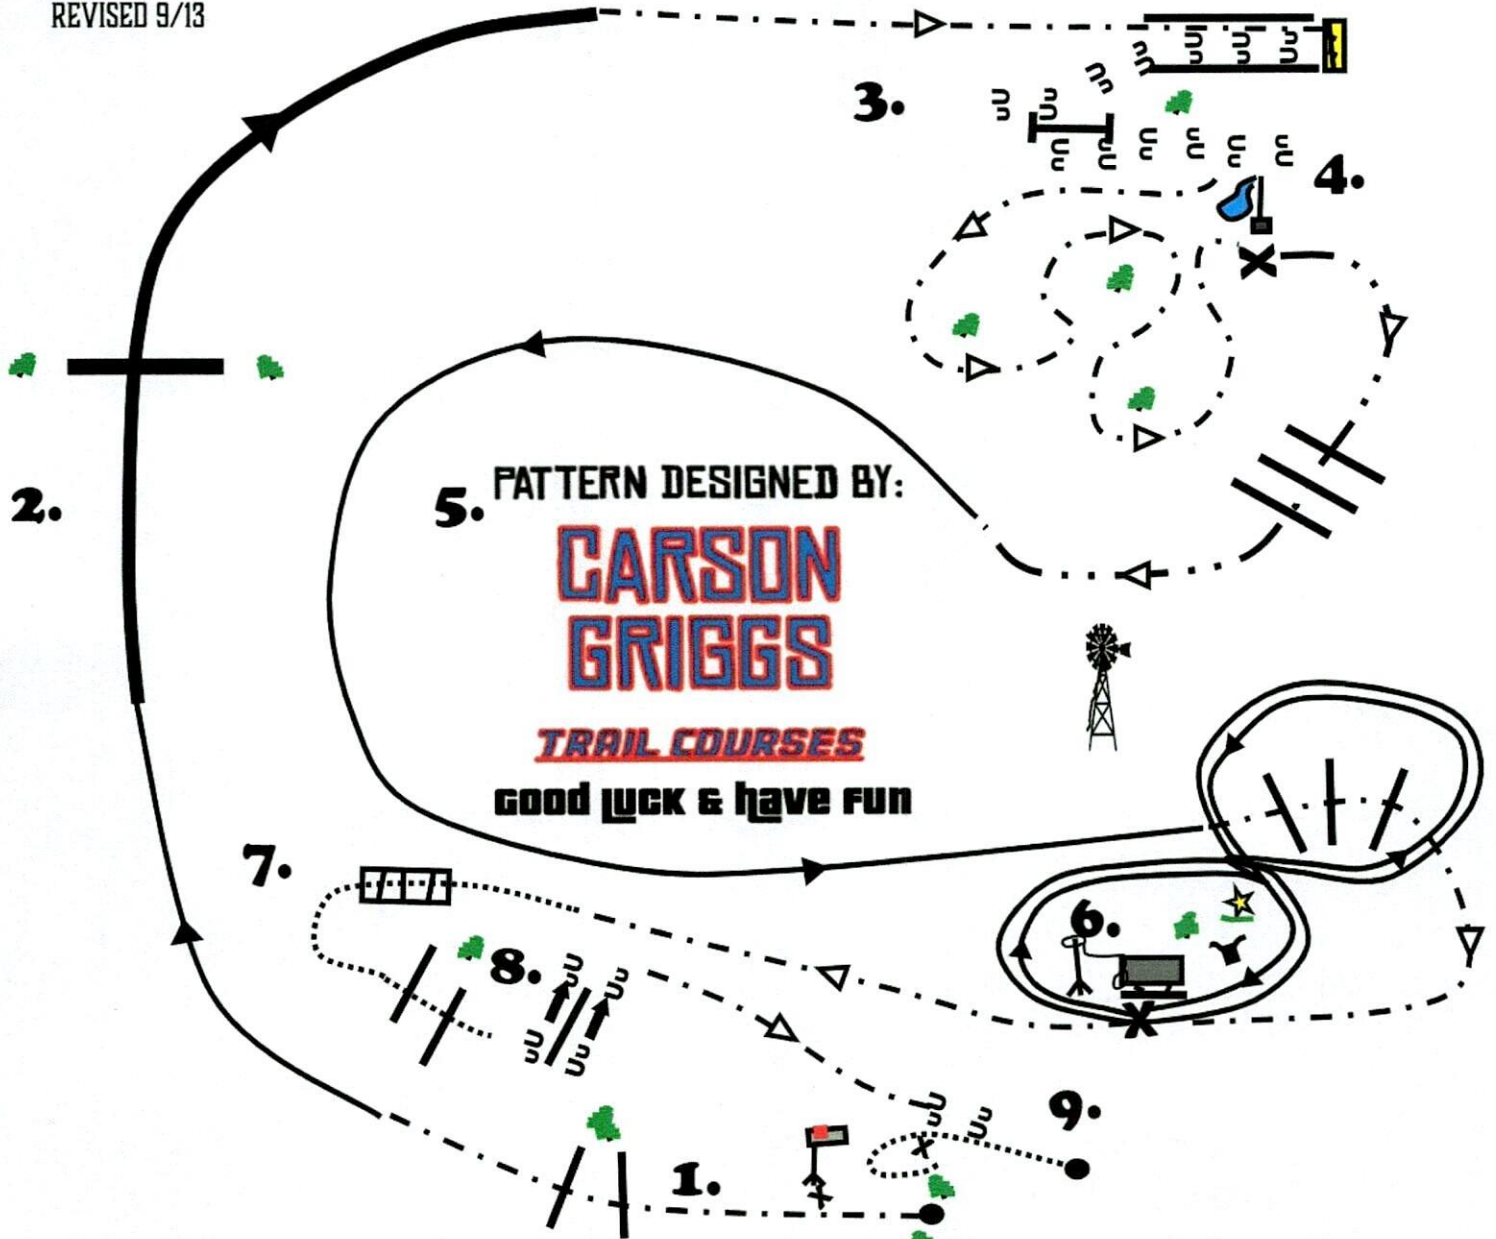 REVISED 9/13
3.
4.
2.
5.
PATTERN DESIGNED BY:
CARSON
GRIGGS
TRAIL COURSES
GOOD LUCK & HAVE FUN
7.
6.
8.
9.
1.